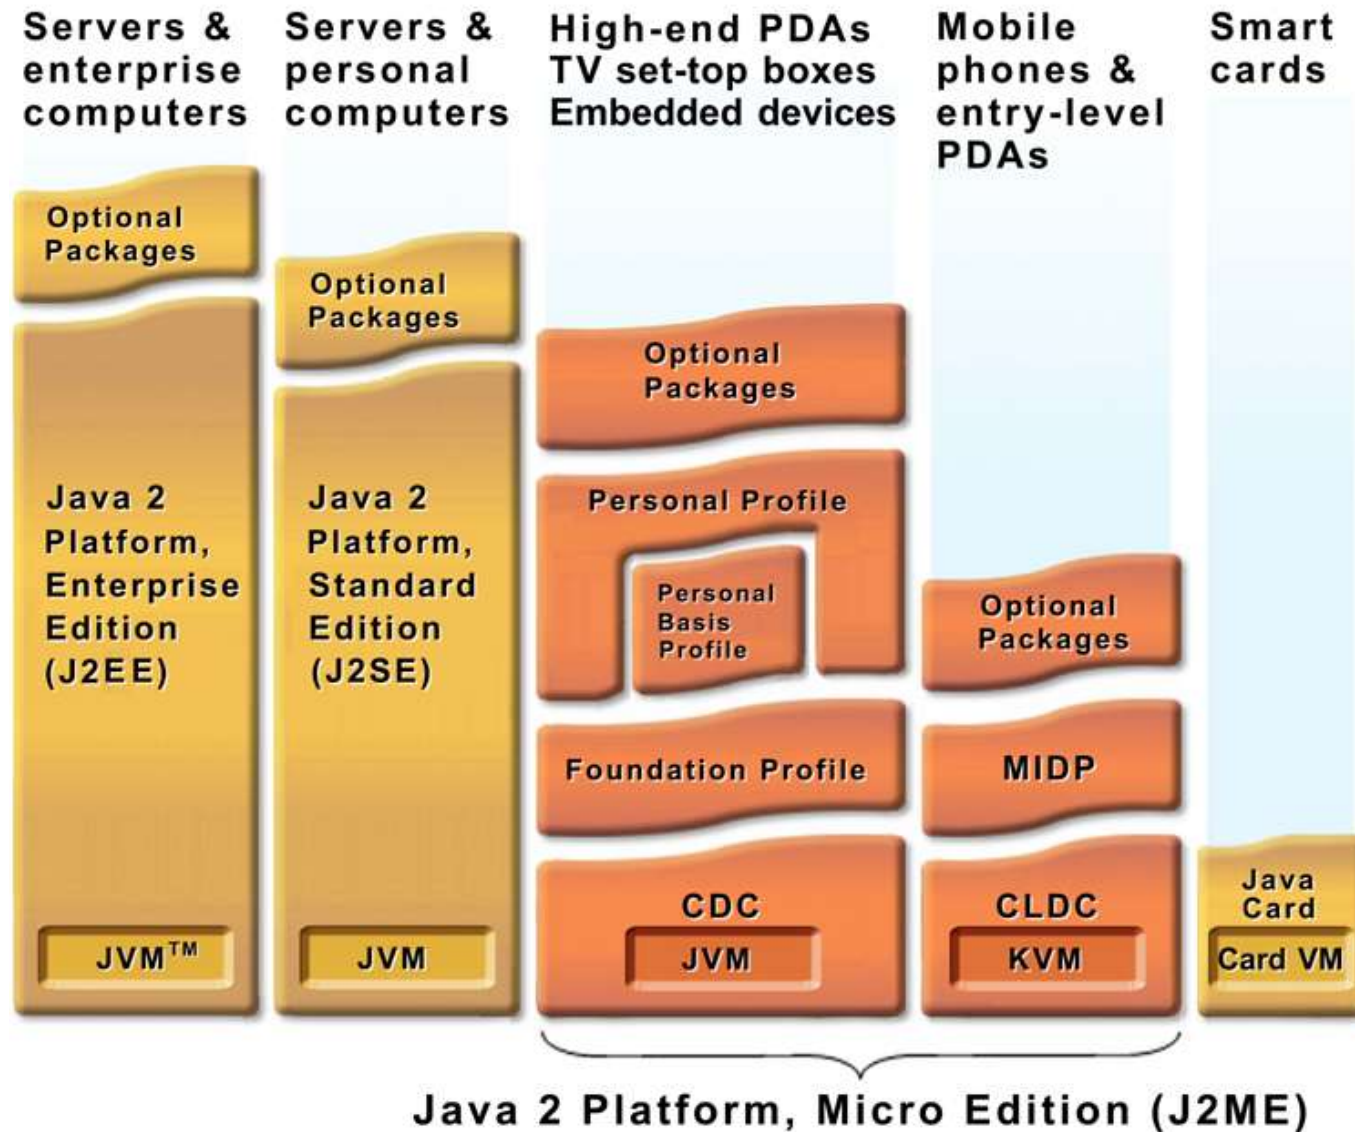 Servers &
enterprise
computers
Servers &
personal
computers
High-end PDAs
TV set-top boxes
Embedded devices
Mobile
phones &
entry-level
PDAs
Smart
cards
Optional
Packages
Java 2
Platform,
Enterprise
Edition
(J2EE)
JVM™
Optional
Packages
Java 2
Platform,
Standard
Edition
(J2SE)
JVM
Optional
Packages
Personal Profile
Personal
Basis
Profile
Foundation Profile
CDC
JVM
Optional
Packages
MIDP
CLDC
KVM
Java
Card
Card VM
Java 2 Platform, Micro Edition (J2ME)